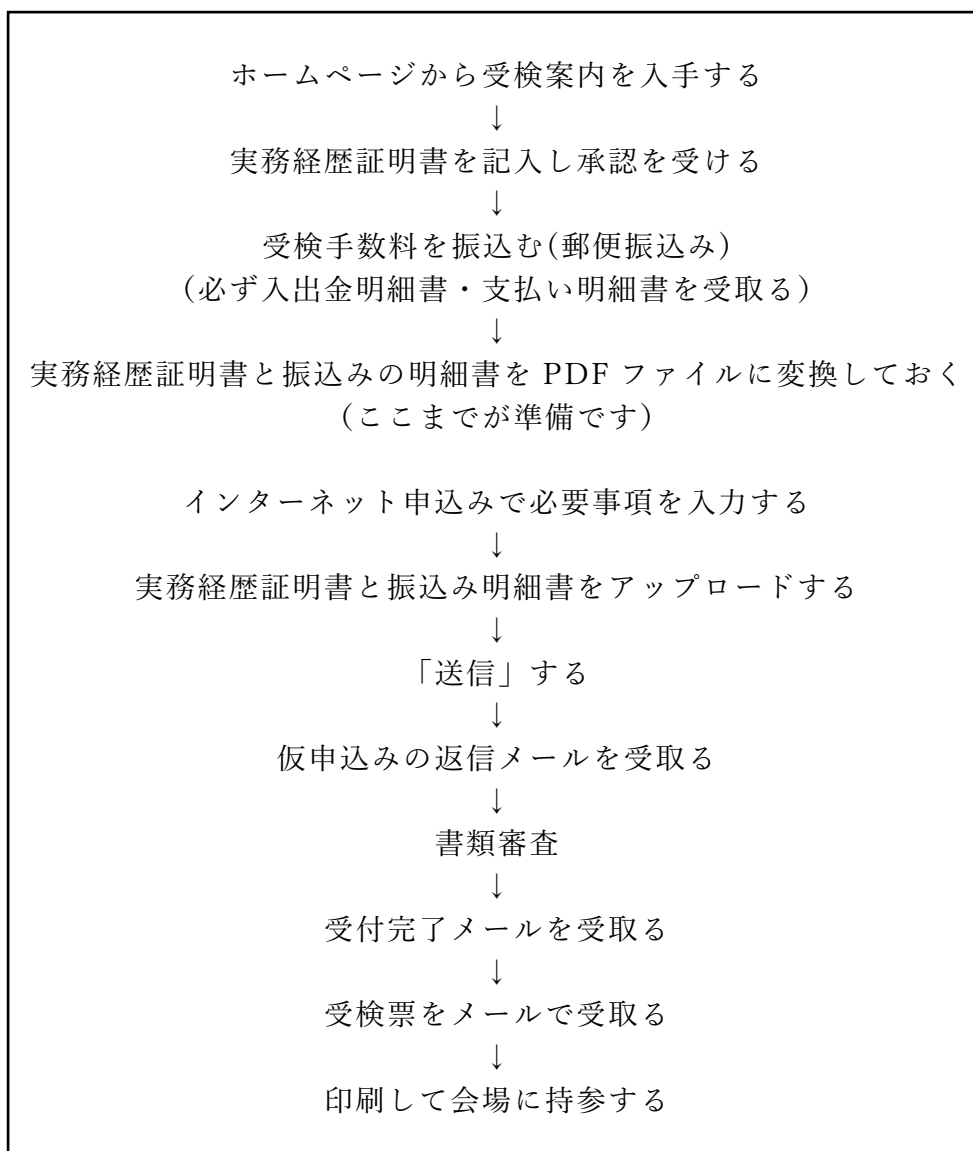 ホームページから受検案内を入手する
↓
実務経歴証明書を記入し承認を受ける
↓
受検手数料を振込む(郵便振込み)
(必ず入出金明細書・支払い明細書を受取る)
↓
実務経歴証明書と振込みの明細書を PDF ファイルに変換しておく
(ここまでが準備です)
インターネット申込みで必要事項を入力する
↓
実務経歴証明書と振込み明細書をアップロードする
↓
「送信」する
↓
仮申込みの返信メールを受取る
↓
書類審査
↓
受付完了メールを受取る
↓
受検票をメールで受取る
↓
印刷して会場に持参する